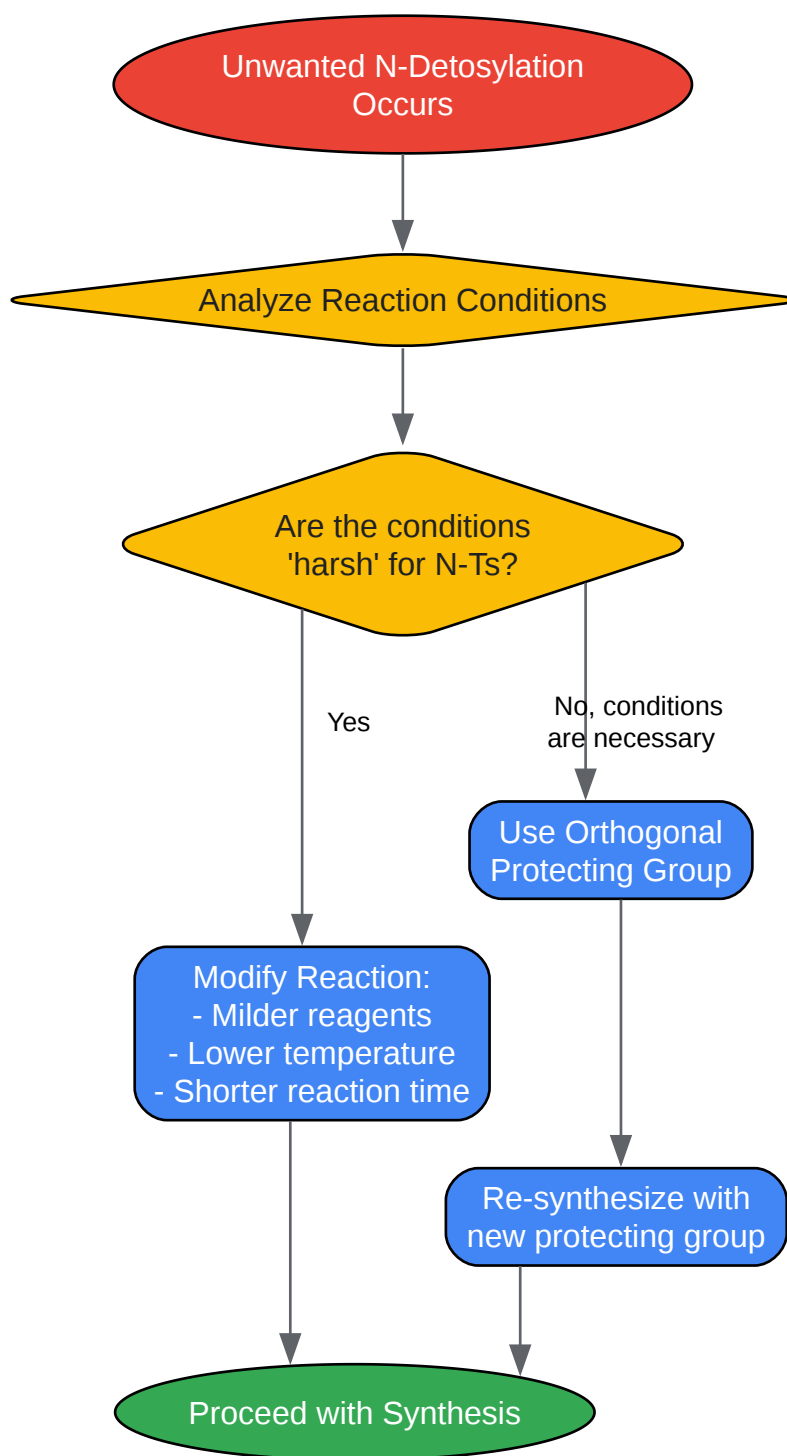 Unwanted N-Detosylation
Occurs
Analyze Reaction Conditions
Are the conditions
'harsh' for N-Ts?
Yes
No, conditions
are necessary
Use Orthogonal
Protecting Group
Modify Reaction:
- Milder reagents
- Lower temperature
- Shorter reaction time
Re-synthesize with
new protecting group
Proceed with Synthesis